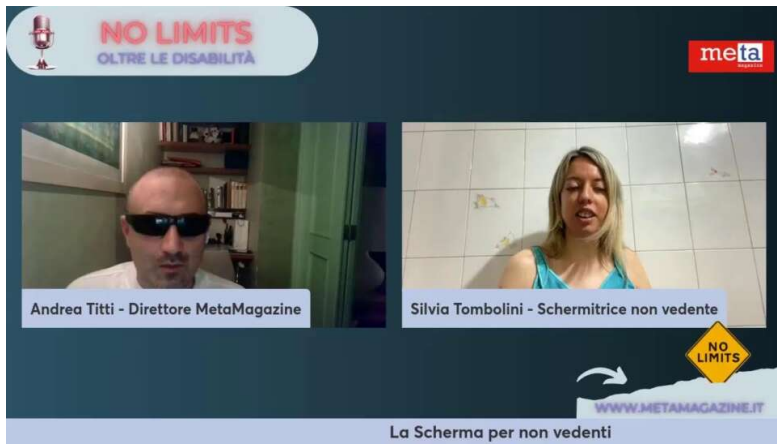 NO LIMITS
OLTRE LE DISABILITÀ
meta
magazine
Andrea Titti - Direttore MetaMagazine
Silvia Tombolini - Schermitrice non vedente
NO
LIMITS
WWW.METAMAGAZINE.IT
La Scherma per non vedenti